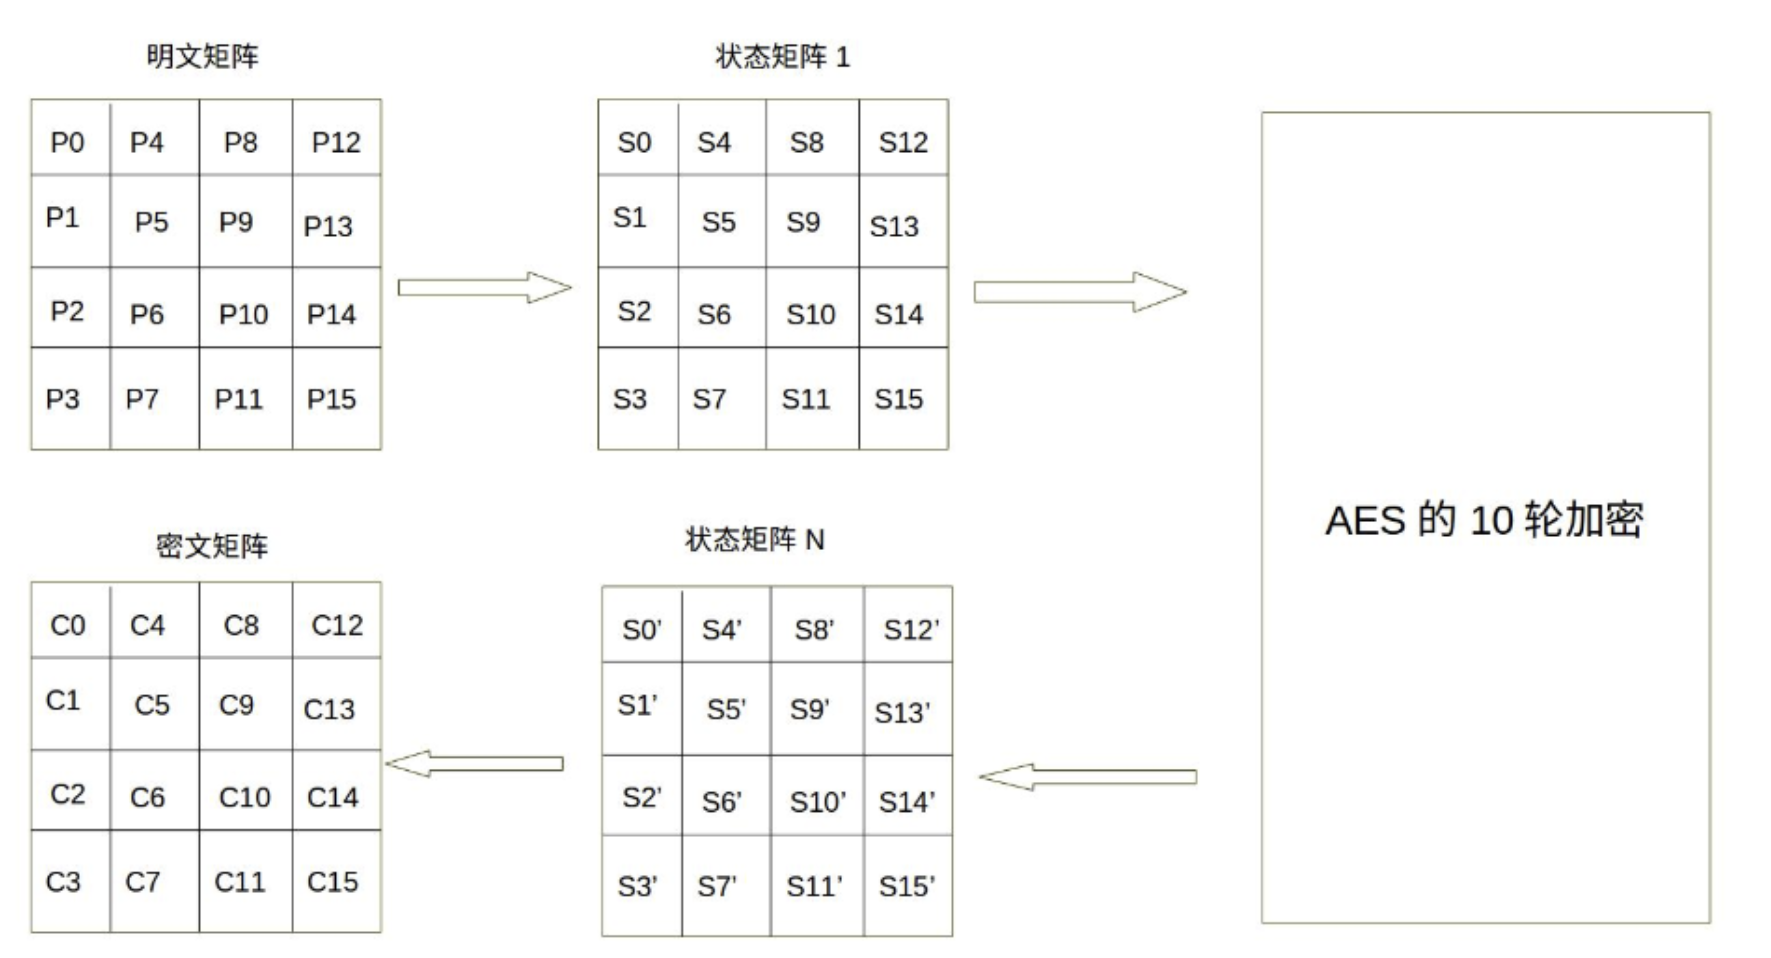 明文矩阵
P0 P4 P8 P12
P1 P5 P9 P13
P2 P6 P10 P14
P3 P7 P11 P15
状态矩阵 1
S0 S4 S8 S12
S1 S5 S9 S13
S2 S6 S10 S14
S3 S7 S11 S15
AES 的 10 轮加密
状态矩阵 N
S0’ S4’ S8’ S12’
S1’ S5’ S9’ S13’
S2’ S6’ S10’ S14’
S3’ S7’ S11’ S15’
密文矩阵
C0 C4 C8 C12
C1 C5 C9 C13
C2 C6 C10 C14
C3 C7 C11 C15